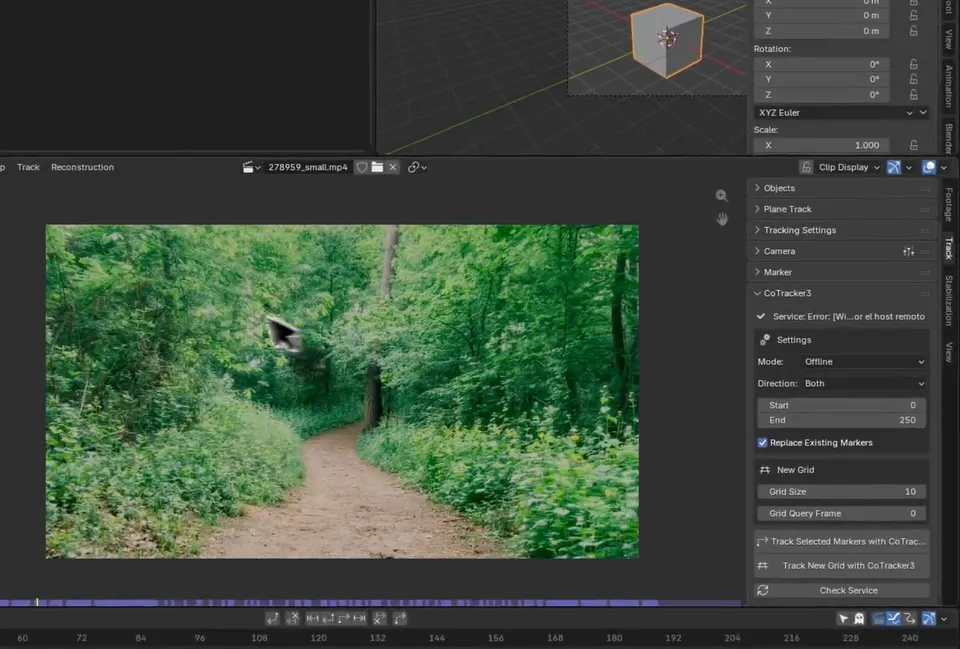 X 0 m
Y 0 m
Z 0 m
Rotation:
X 0°
Y 0°
Z 0°
XYZ Euler
Scale:
X 1.000
View
Animation
Track Reconstruction 278959_small.mp4 Clip Display
Objects
Plane Track
Tracking Settings
Camera
Marker
CoTracker3
Service: Error: [Wi...or el host remoto
Settings
Mode: Offline
Direction: Both
Start 0
End 250
Replace Existing Markers
New Grid
Grid Size 10
Grid Query Frame 0
Track Selected Markers with CoTrac...
Track New Grid with CoTracker3
Check Service
Footage
Track
Stabilization
View
60 72 84 96 108 120 132 144 156 168 180 192 204 216 228 240